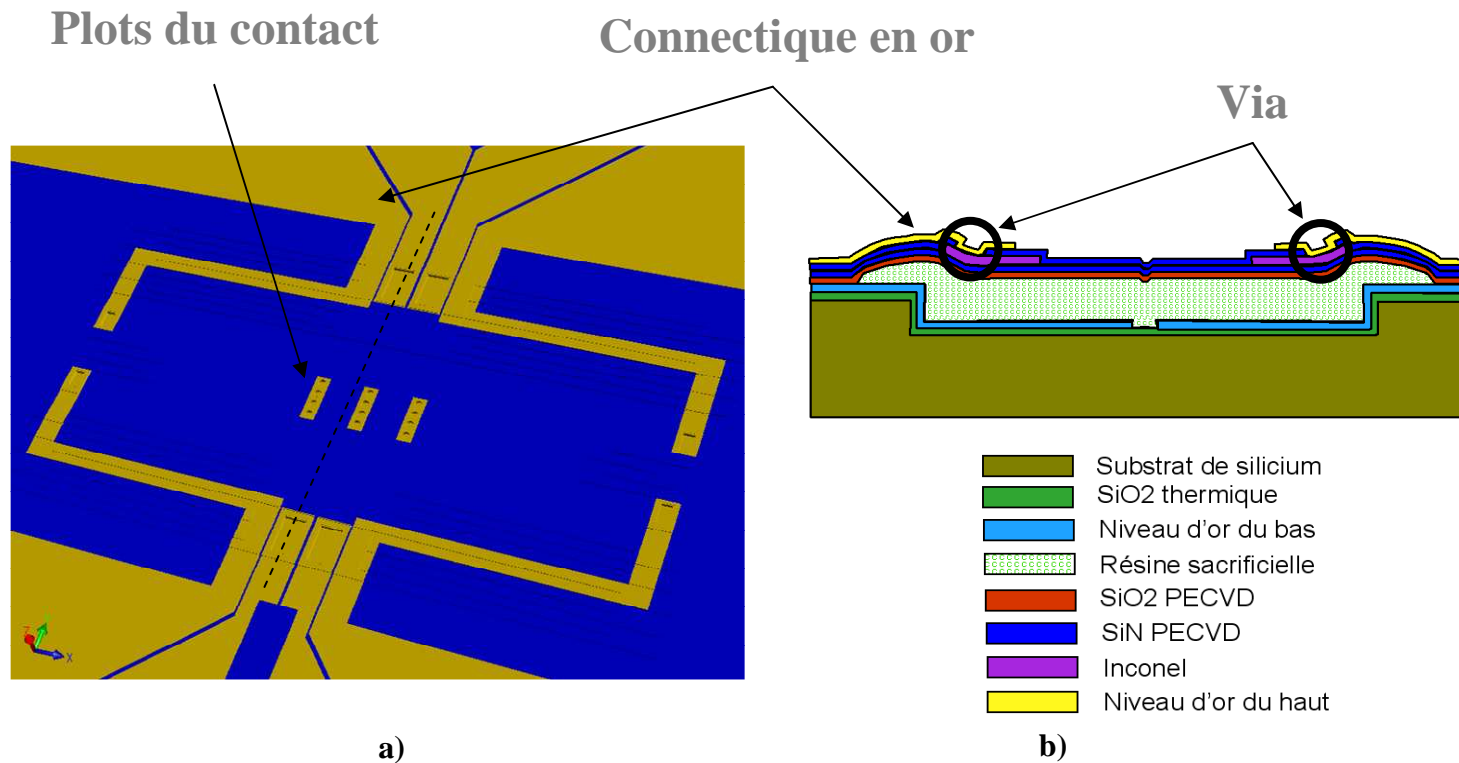 Plots du contact
Connectique en or
Via
Z
X
Substrat de silicium
SiO2 thermique
Niveau d'or du bas
Résine sacrificielle
SiO2 PECVD
SiN PECVD
Inconel
Niveau d'or du haut
a)
b)